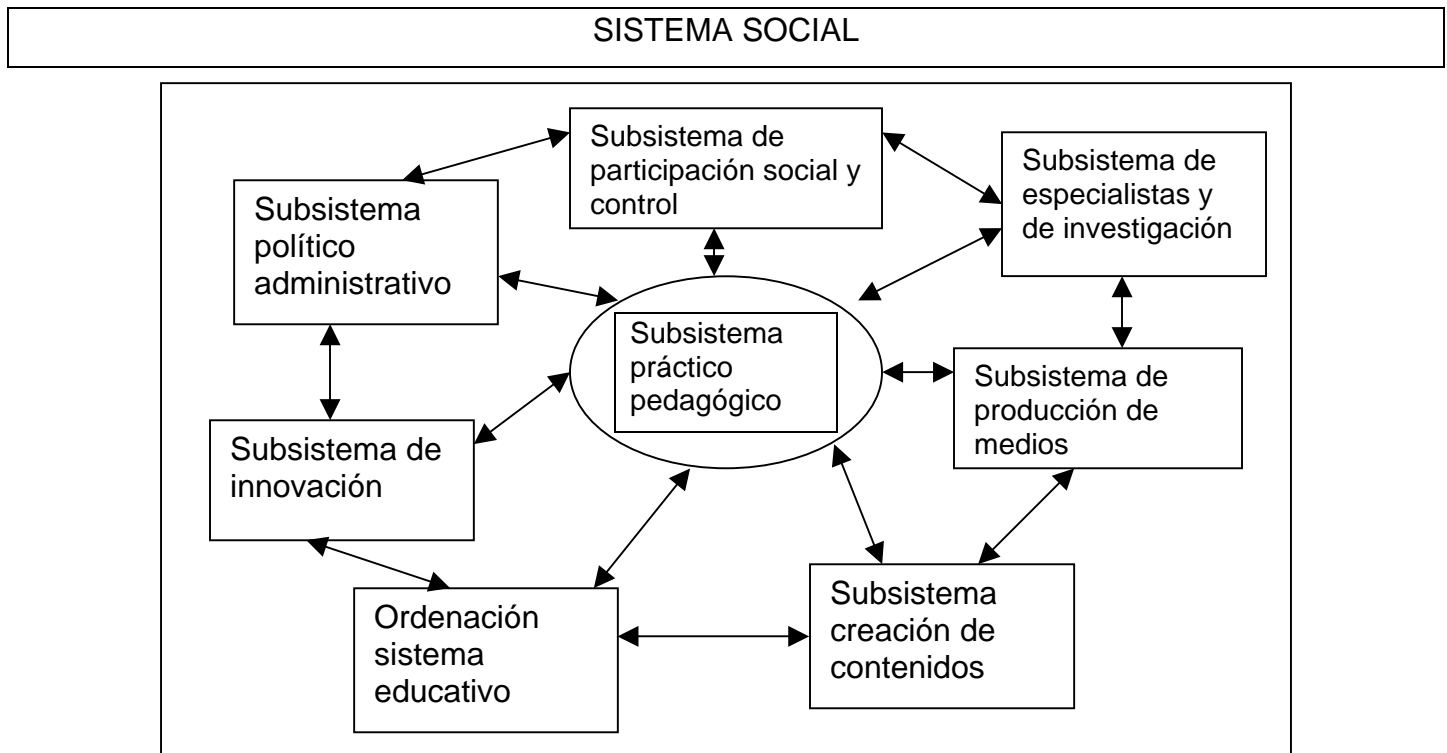 SISTEMA SOCIAL
Subsistema de
participación social y
control
Subsistema de
especialistas y
de investigación
Subsistema
político
administrativo
Subsistema
práctico
pedagógico
Subsistema de
producción de
medios
Subsistema de
innovación
Ordenación
sistema
educativo
Subsistema
creación de
contenidos